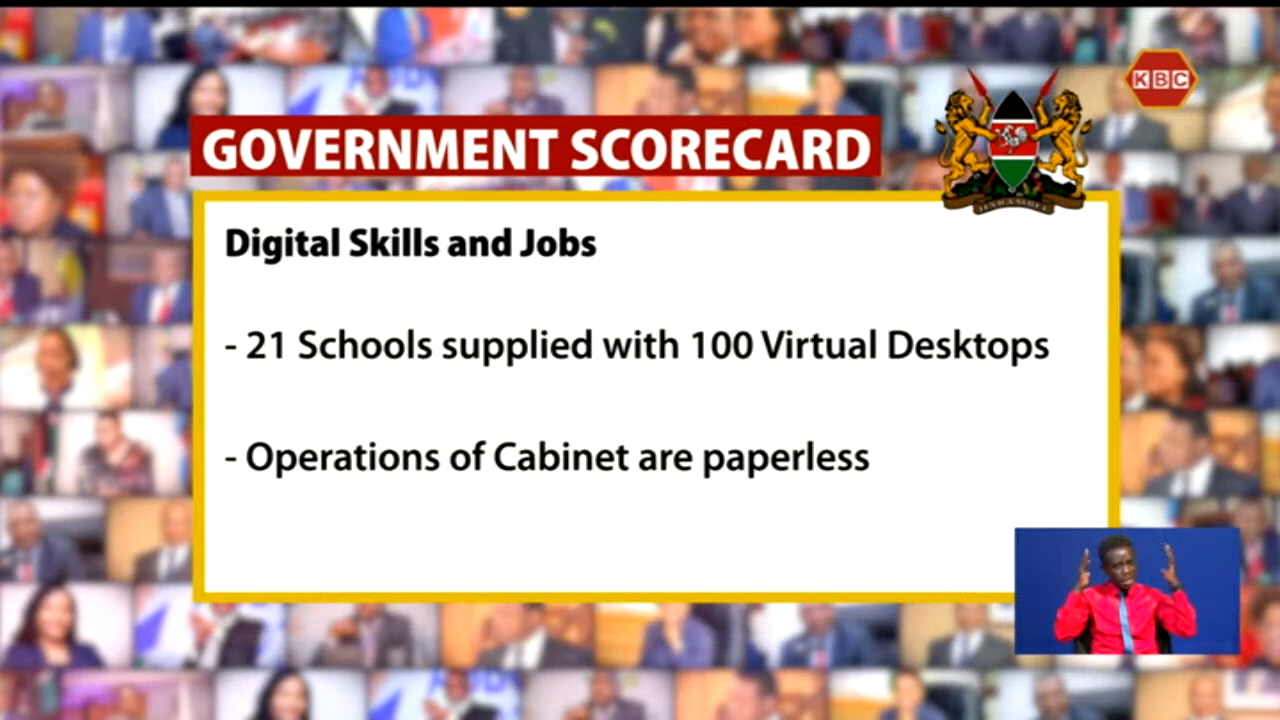 KBC
GOVERNMENT SCORECARD
HARAMBEE
Digital Skills and Jobs
- 21 Schools supplied with 100 Virtual Desktops
- Operations of Cabinet are paperless